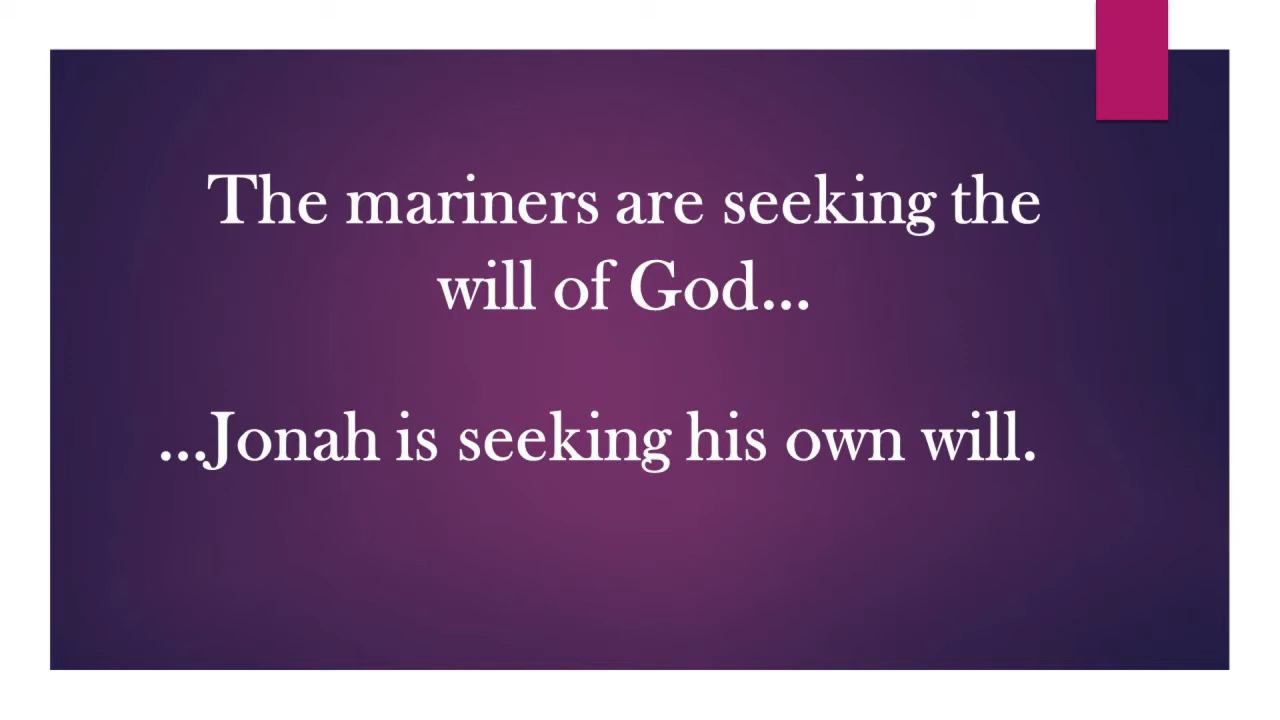 The mariners are seeking the
will of God...
...Jonah is seeking his own will.